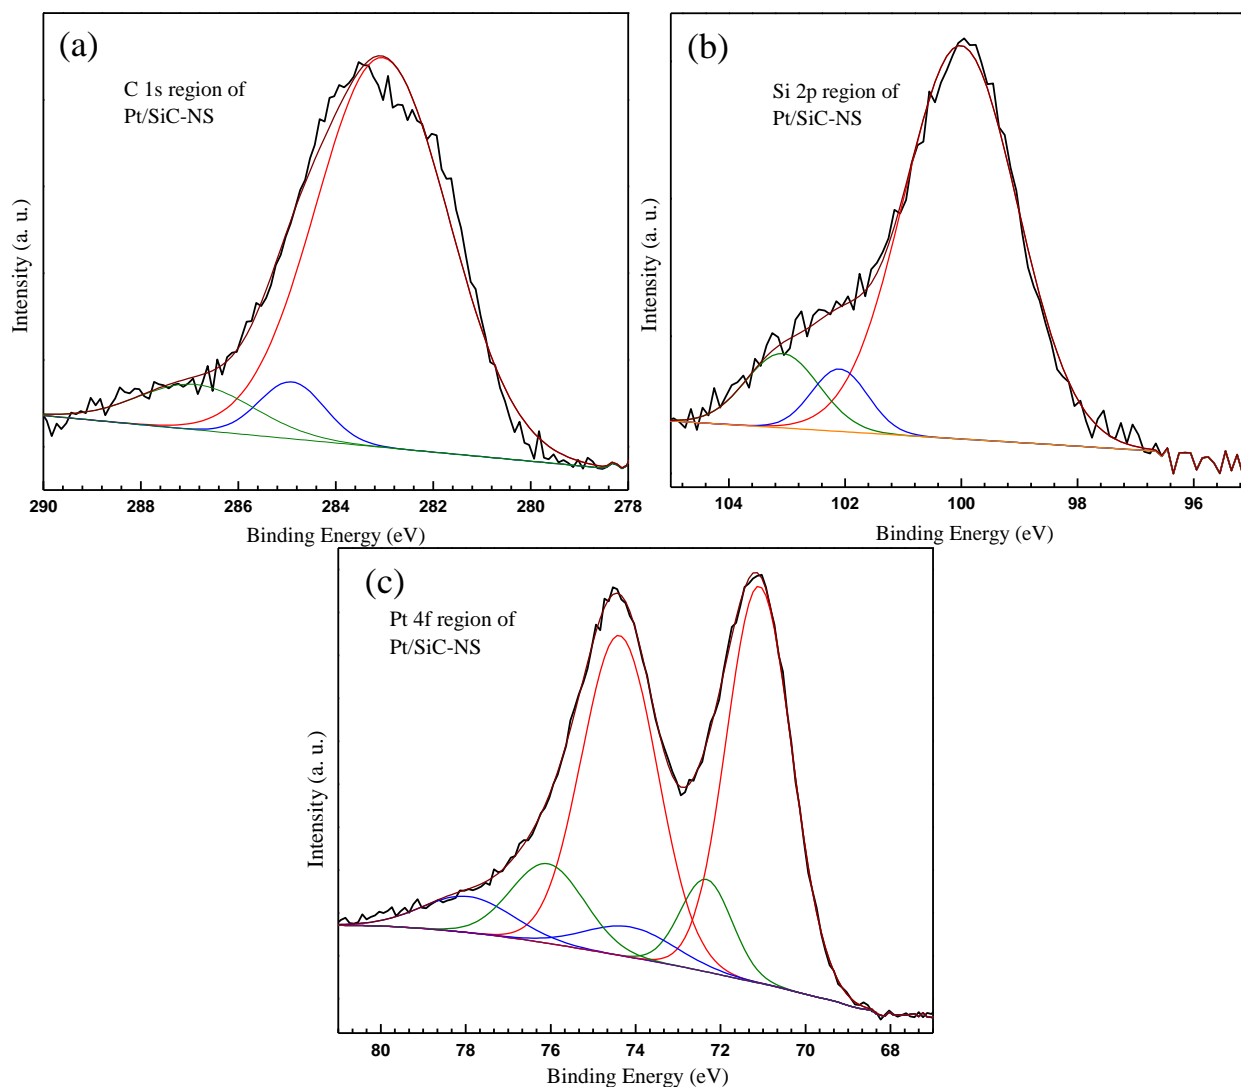 (a)
C 1s region of
Pt/SiC-NS
Intensity (a. u.)
290 288 286 284 282 280 278
Binding Energy (eV)
(b)
Si 2p region of
Pt/SiC-NS
Intensity (a. u.)
104 102 100 98 96
Binding Energy (eV)
(c)
Pt 4f region of
Pt/SiC-NS
Intensity (a. u.)
80 78 76 74 72 70 68
Binding Energy (eV)